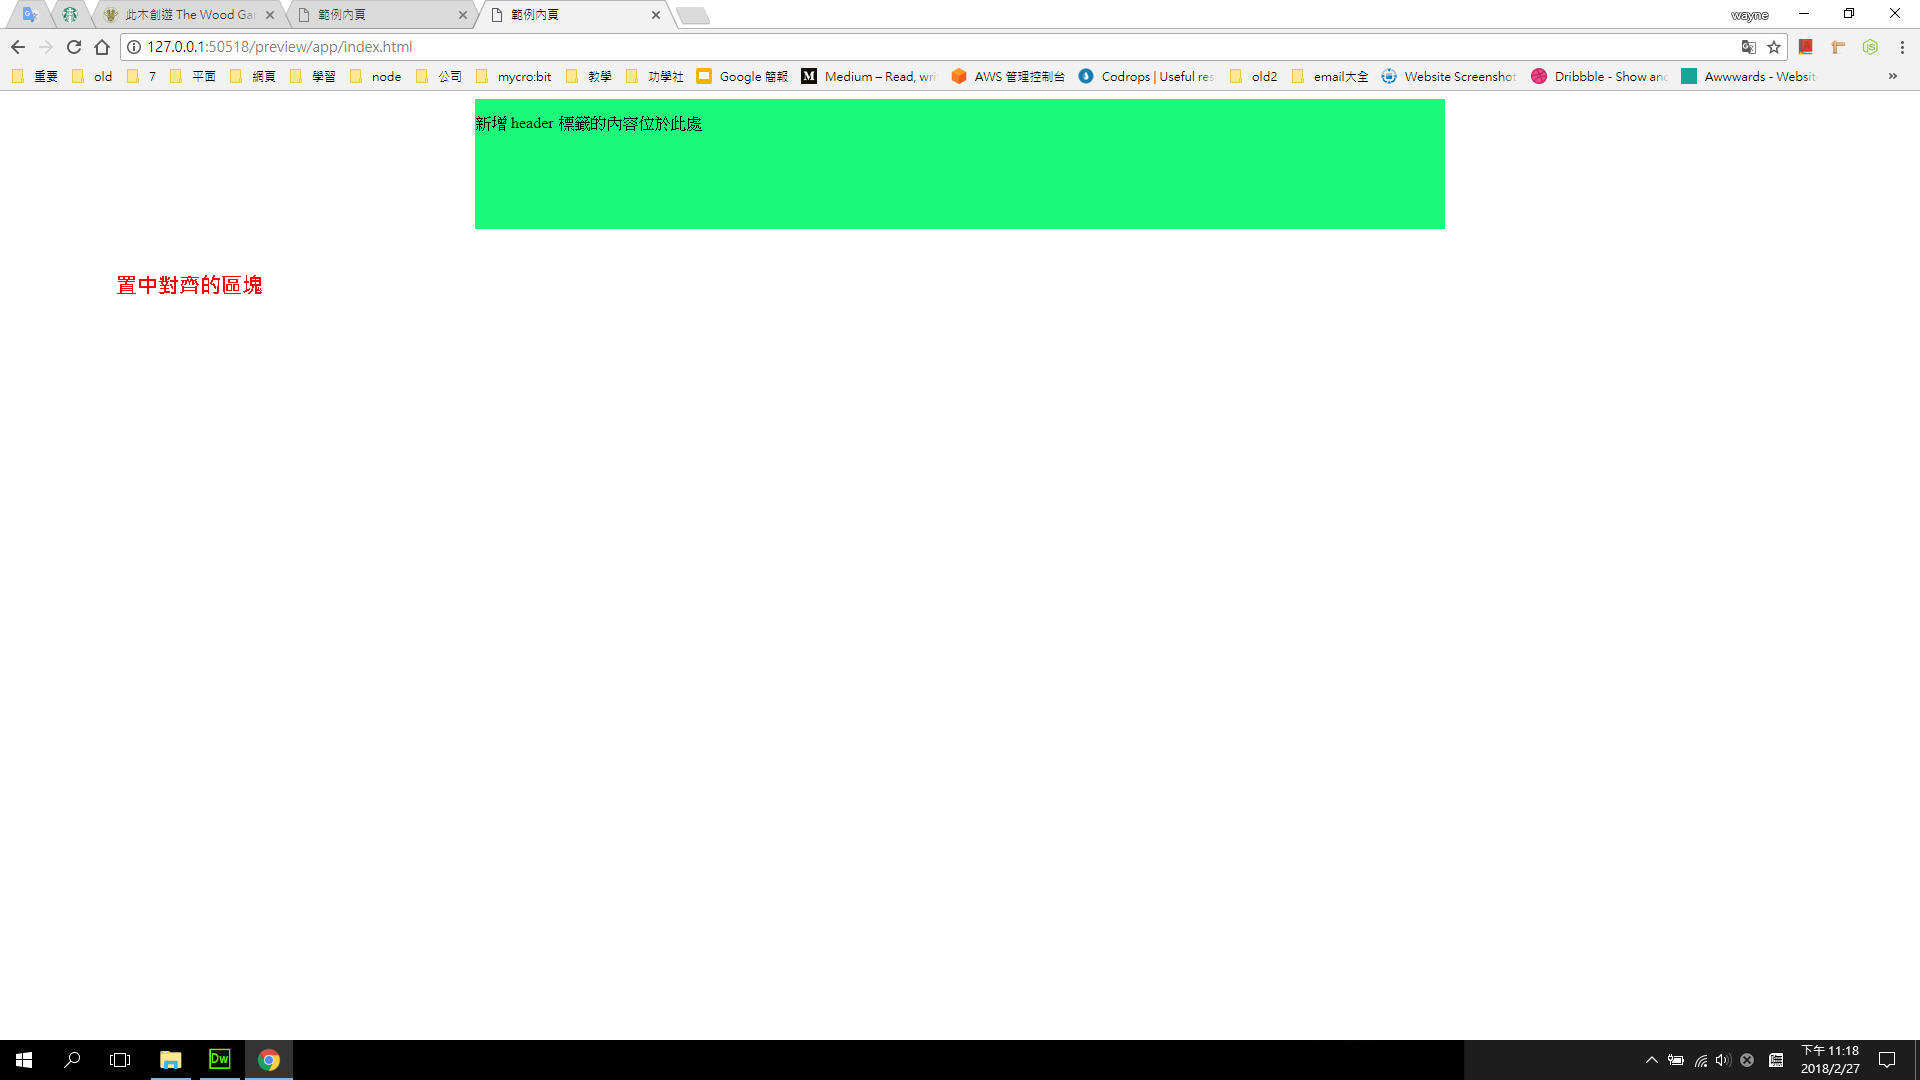 此木創遊 The Wood Gar
範例內頁
範例內頁
wayne
127.0.0.1:50518/preview/app/index.html
重要 old 7 平面 網頁 學習 node 公司 mycro:bit 教學 功學社 Google 簡報 Medium – Read, wri AWS 管理控制台 Codrops | Useful res old2 email大全 Website Screenshot Dribbble - Show and Awwwards - Websit
新增 header 標籤的內容位於此處
置中對齊的區塊
Dw
下午 11:18
2018/2/27